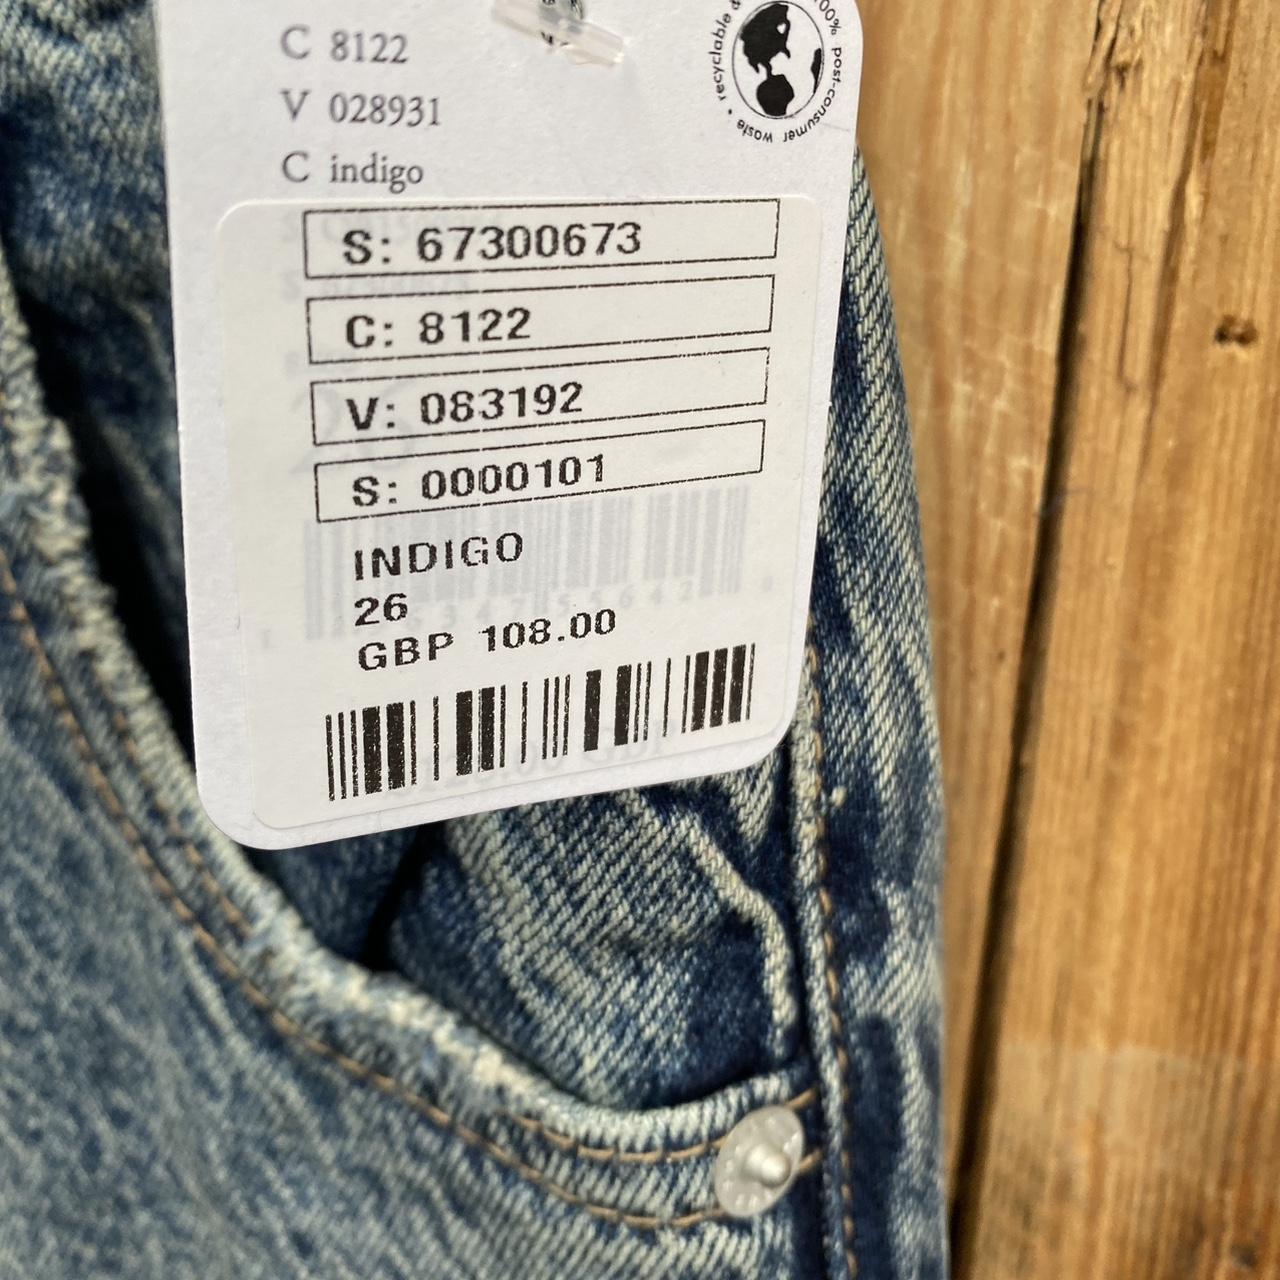 C 8122
V 028931
C indigo
recyclable &
100% post-consumer waste •
S: 67300673
C: 8122
V: 083192
S: 0000101
INDIGO
26
GBP 108.00